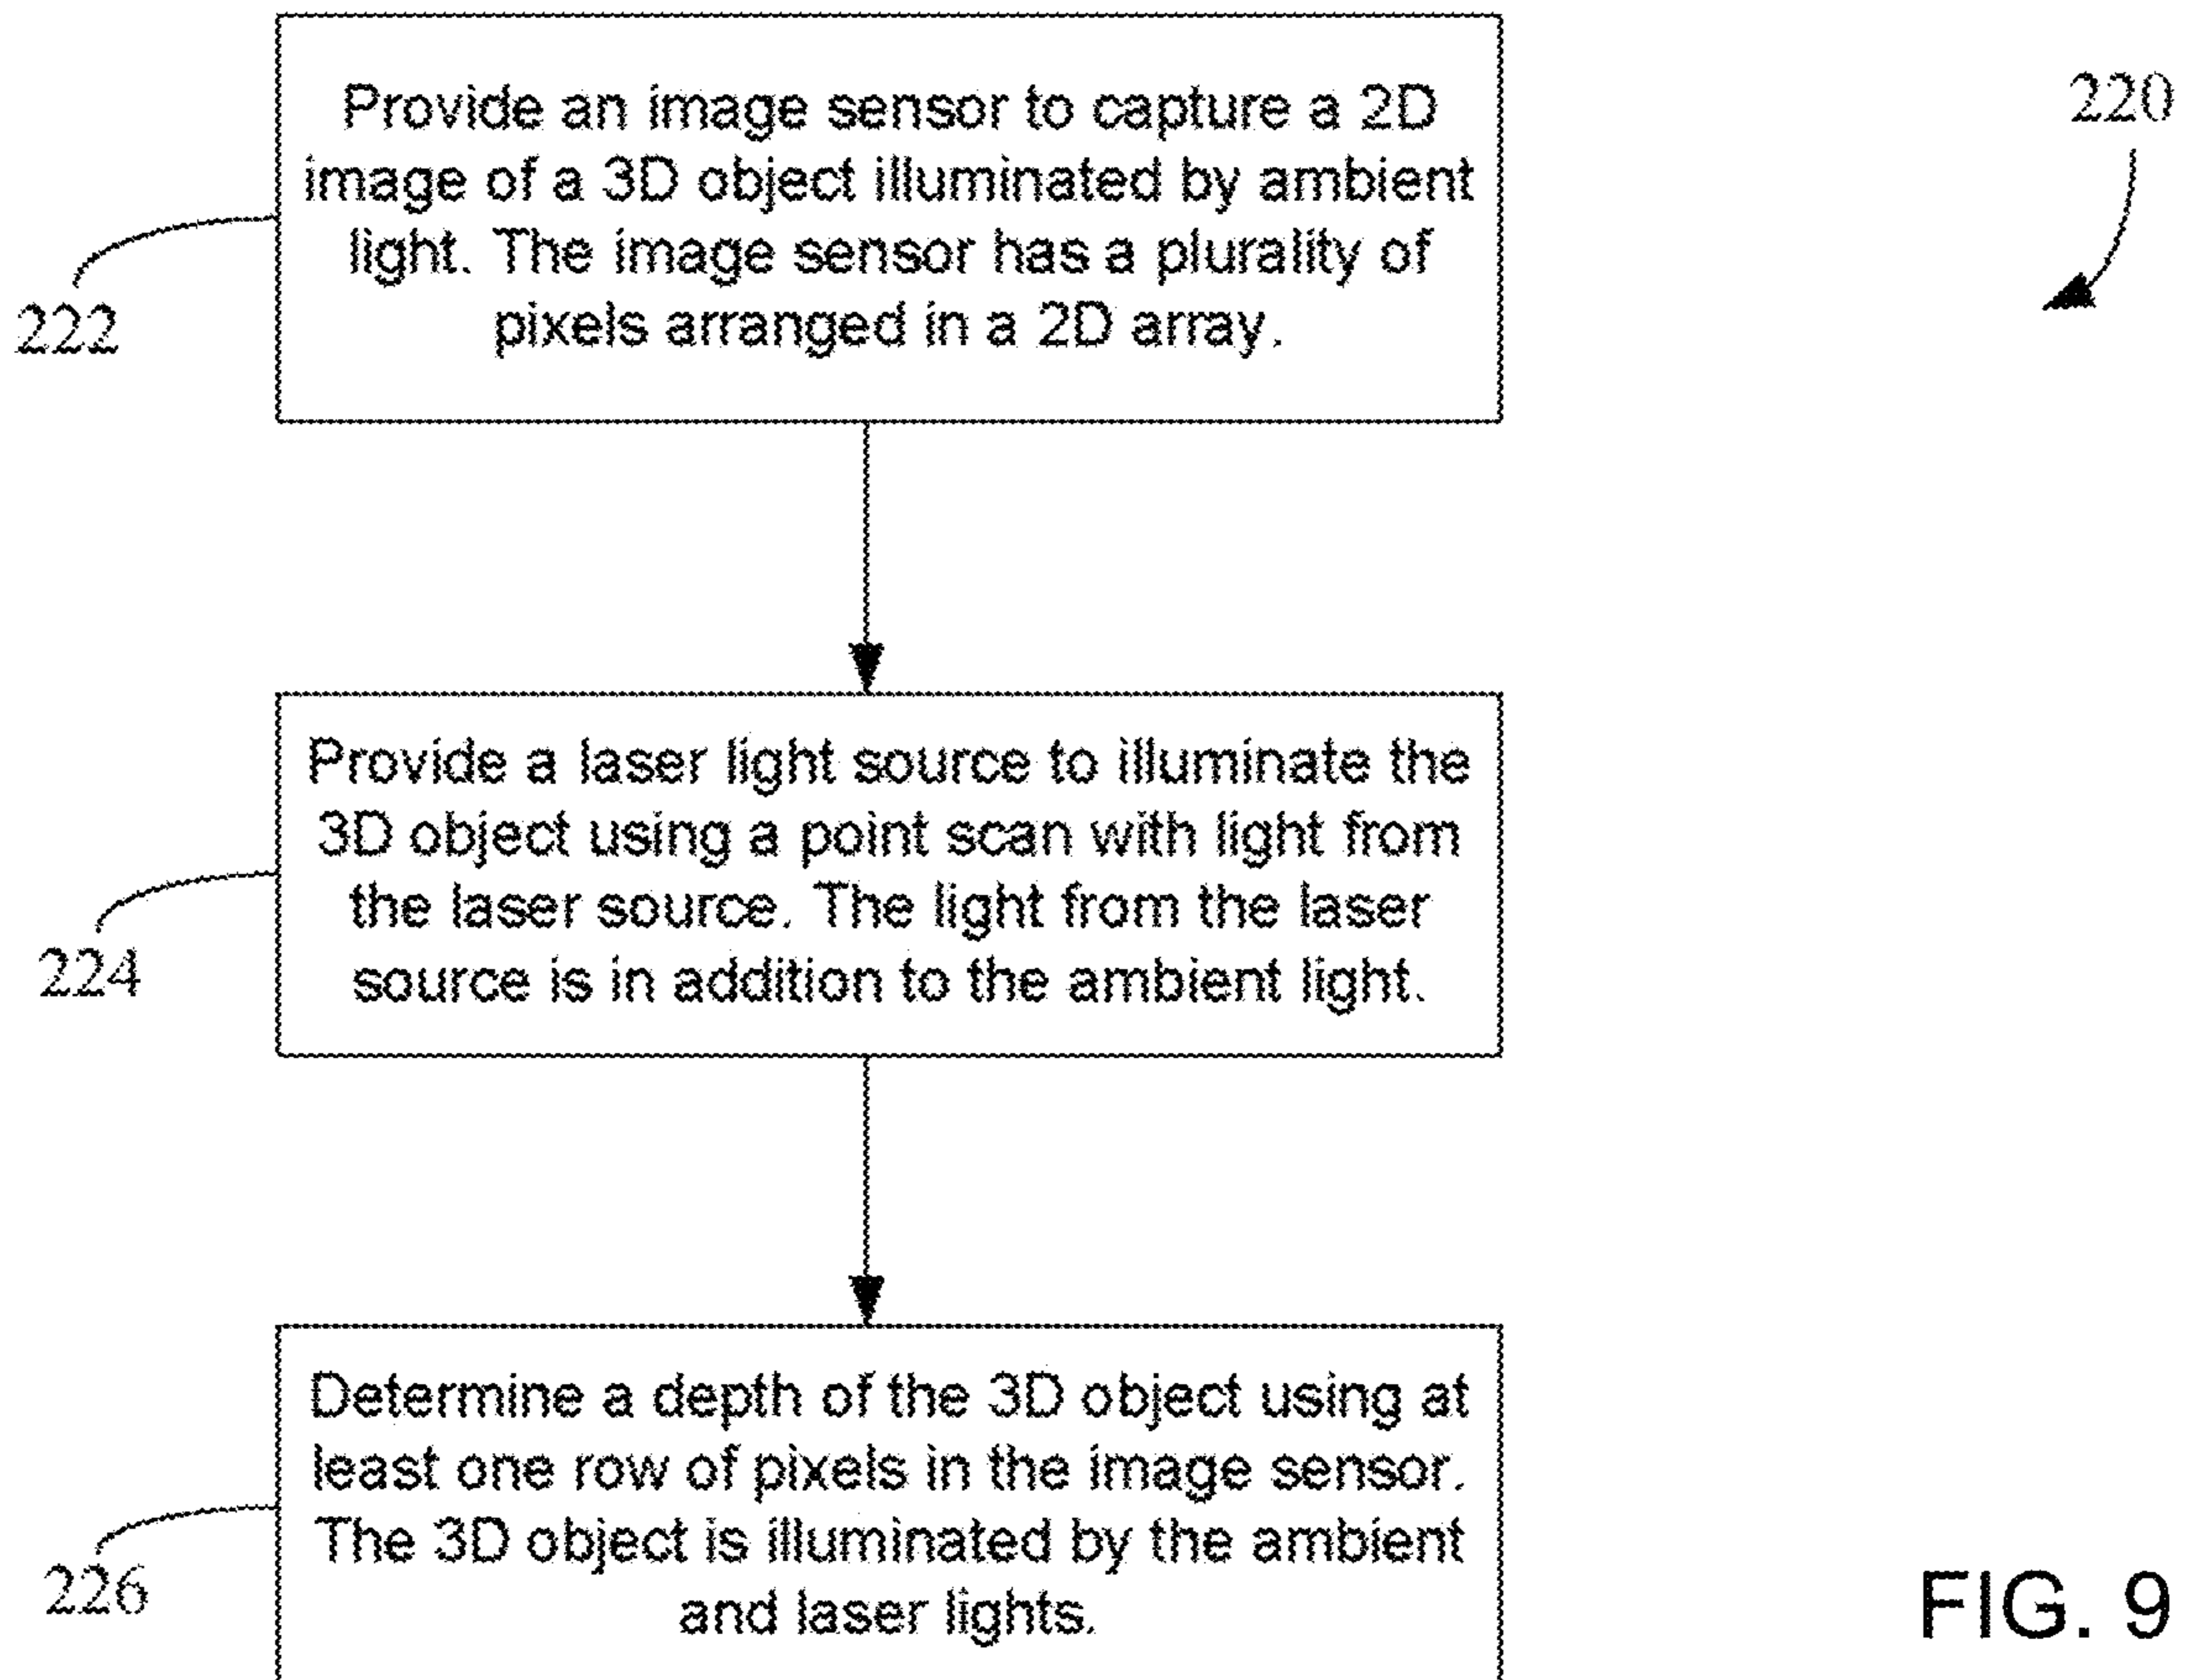 Provide an image sensor to capture a 2D
image of a 3D object illuminated by ambient
light. The image sensor has a plurality of
pixels arranged in a 2D array.
220
222
Provide a laser light source to illuminate the
3D object using a point scan with light from
the laser source. The light from the laser
source is in addition to the ambient light.
224
Determine a depth of the 3D object using at
least one row of pixels in the image sensor.
The 3D object is illuminated by the ambient
and laser lights.
226
FIG. 9